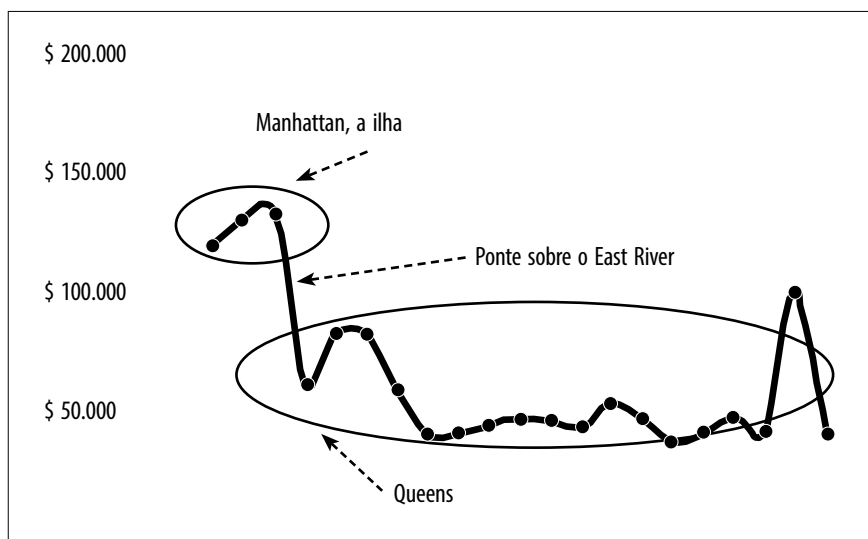 $ 200.000
Manhattan, a ilha
$ 150.000
Ponte sobre o East River
$ 100.000
$ 50.000
Queens